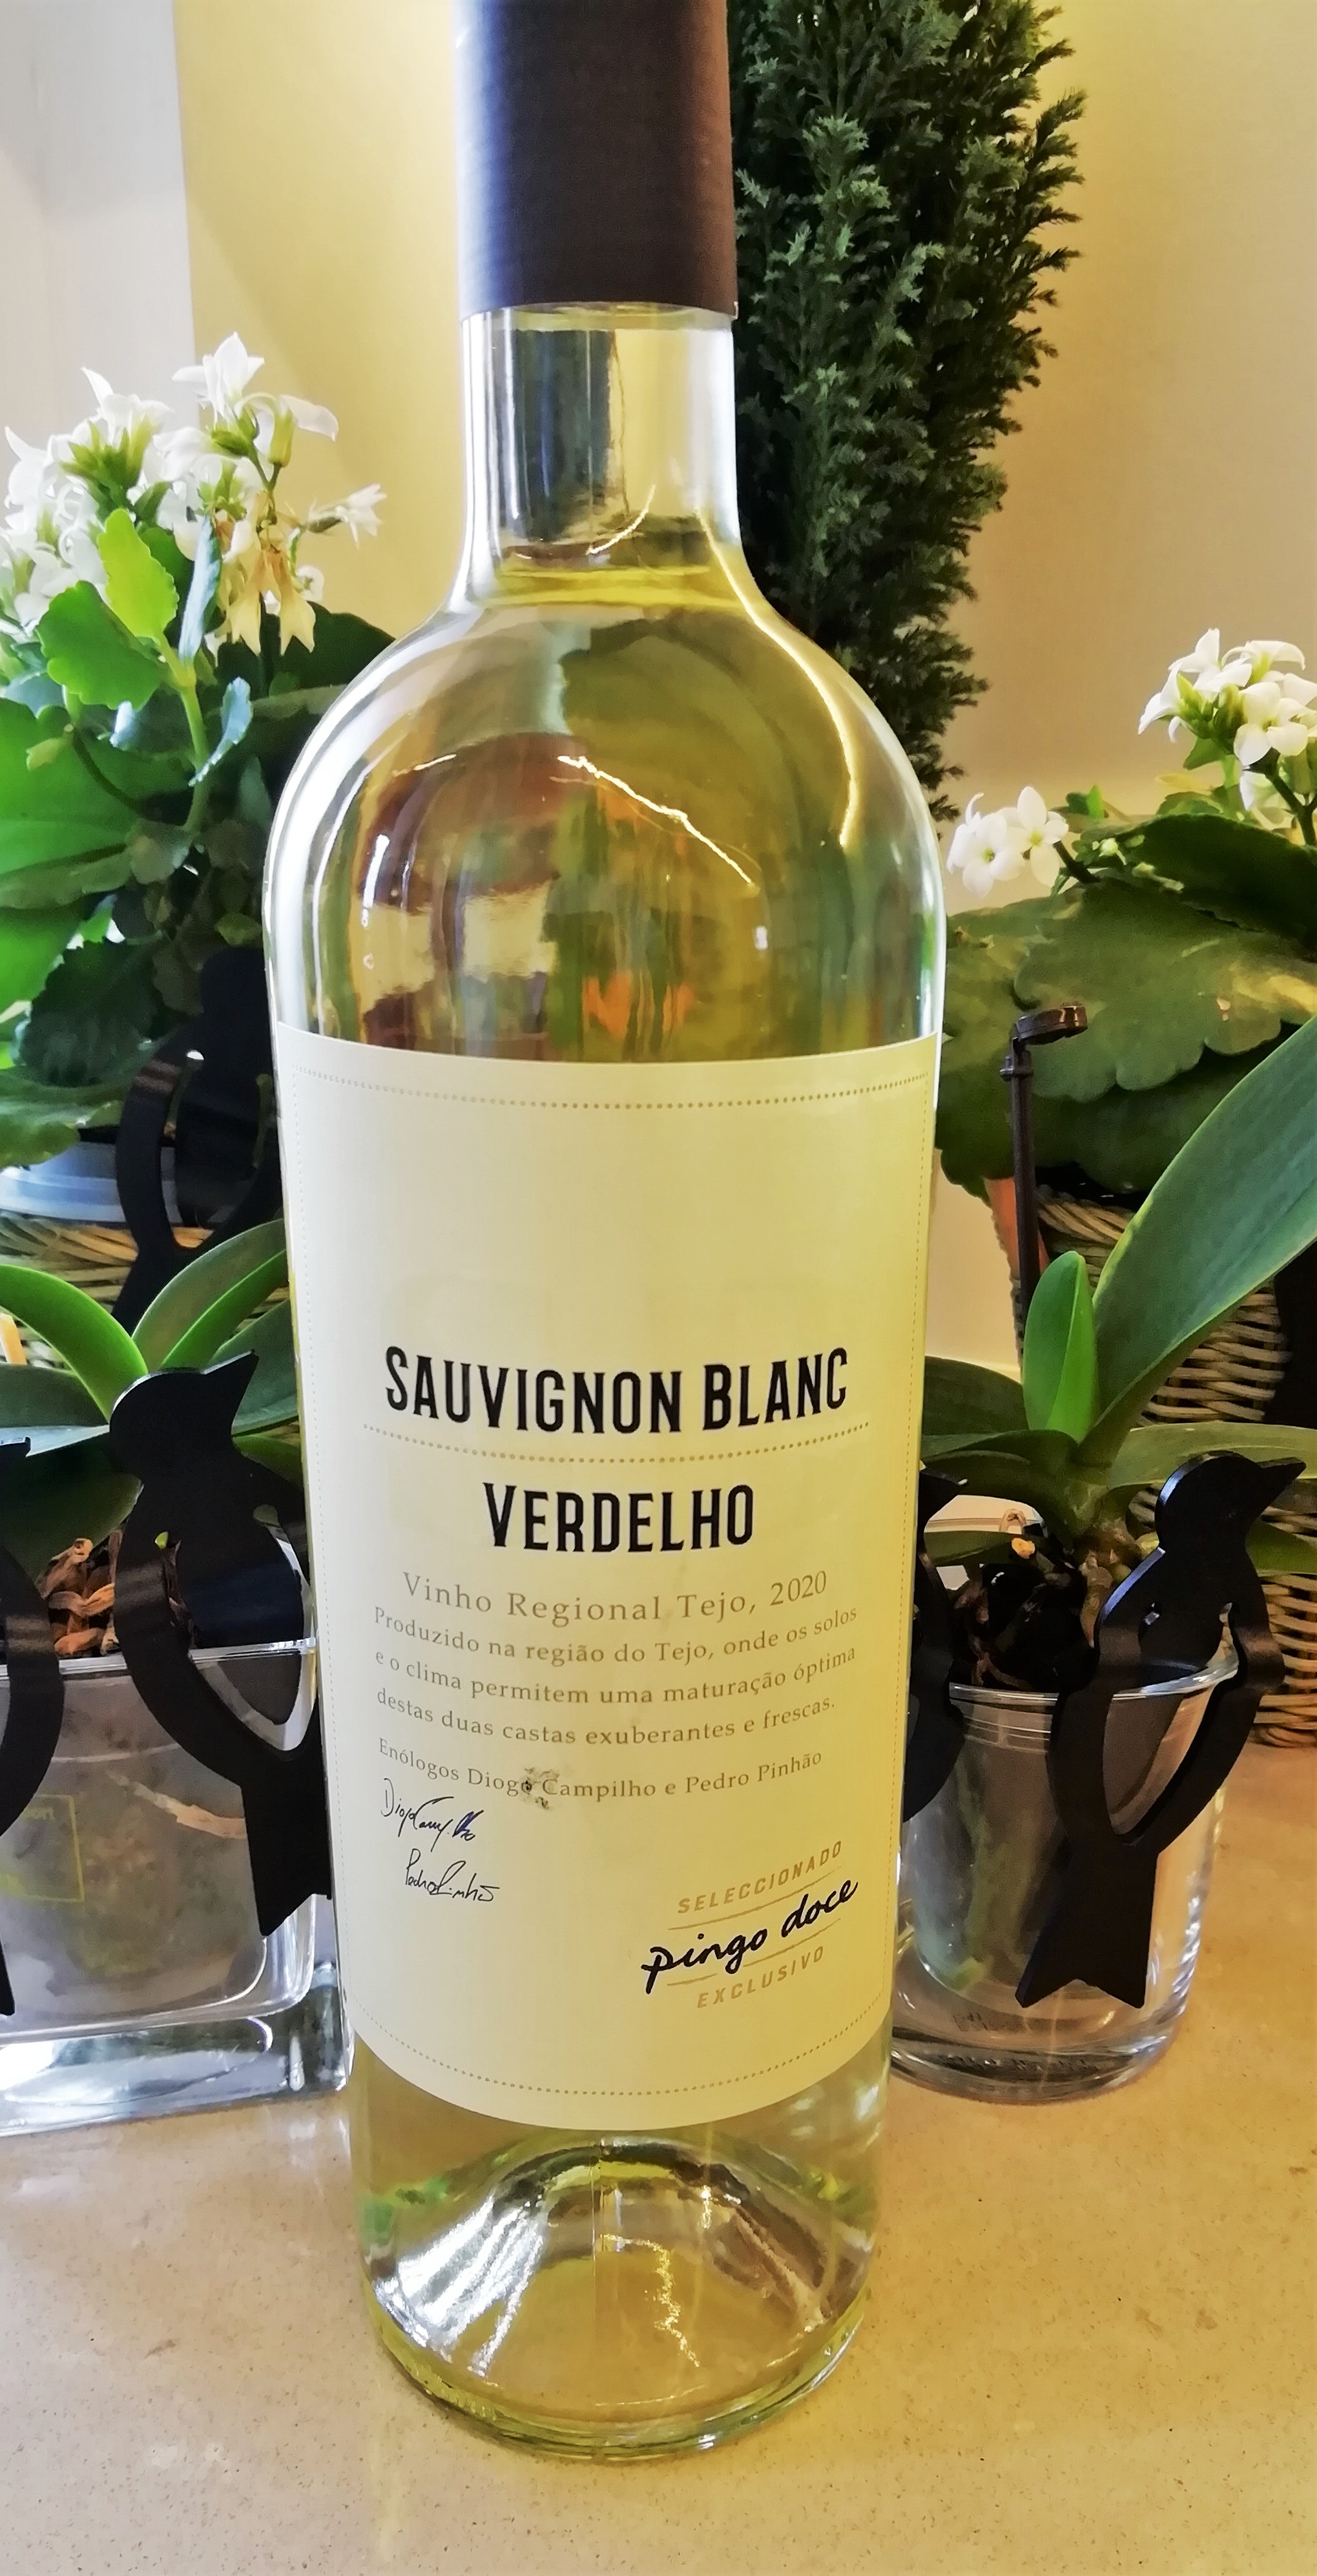 SAUVIGNON BLANC
VERDELHO
Vinho Regional Tejo, 2020
Produzido na região do Tejo, onde os solos
e o clima permitem uma maturação óptima
destas duas castas exuberantes e frescas.
Enólogos Diogo Campilho e Pedro Pinhão
SELECCIONADO
pingo doce
EXCLUSIVO